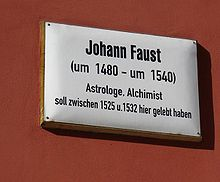 Johann Faust
(um 1480 – um 1540)
Astrologe, Alchimist
soll zwischen 1525 u.1532 hier gelebt haben